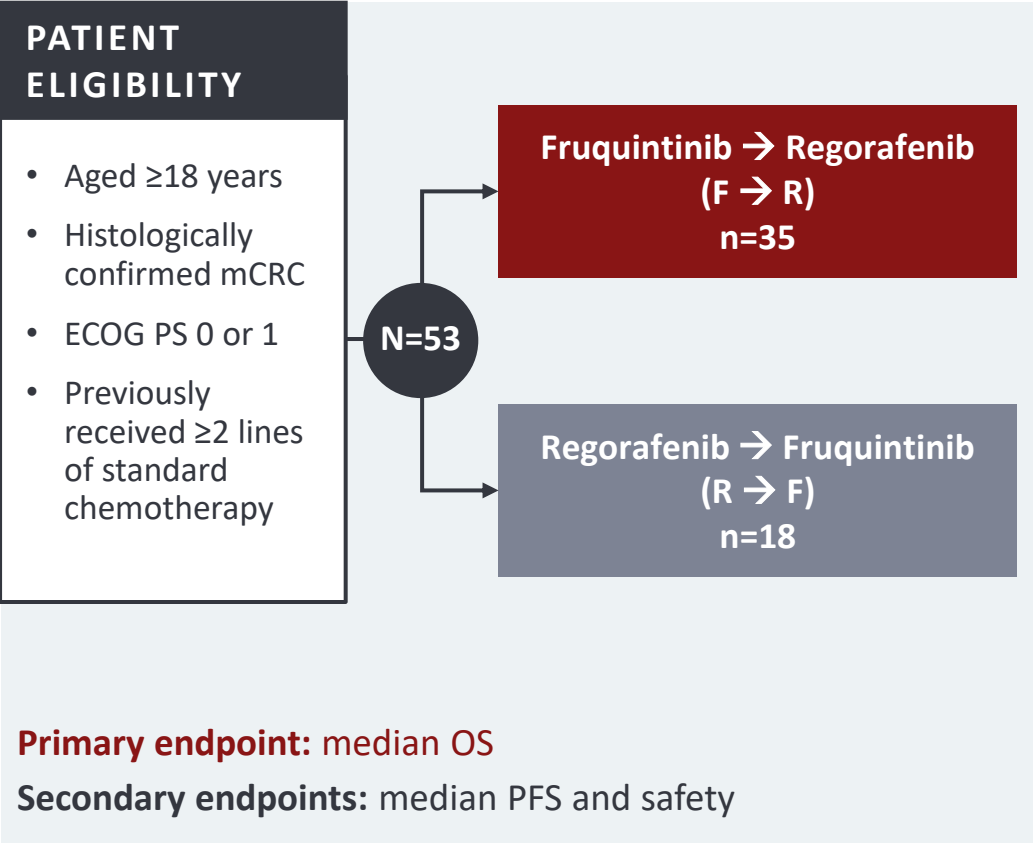 PATIENT
ELIGIBILITY
• Aged ≥18 years
• Histologically
confirmed mCRC
• ECOG PS 0 or 1
• Previously
received ≥2 lines
of standard
chemotherapy
N=53
Fruquintinib → Regorafenib
(F → R)
n=35
Regorafenib → Fruquintinib
(R → F)
n=18
Primary endpoint: median OS
Secondary endpoints: median PFS and safety